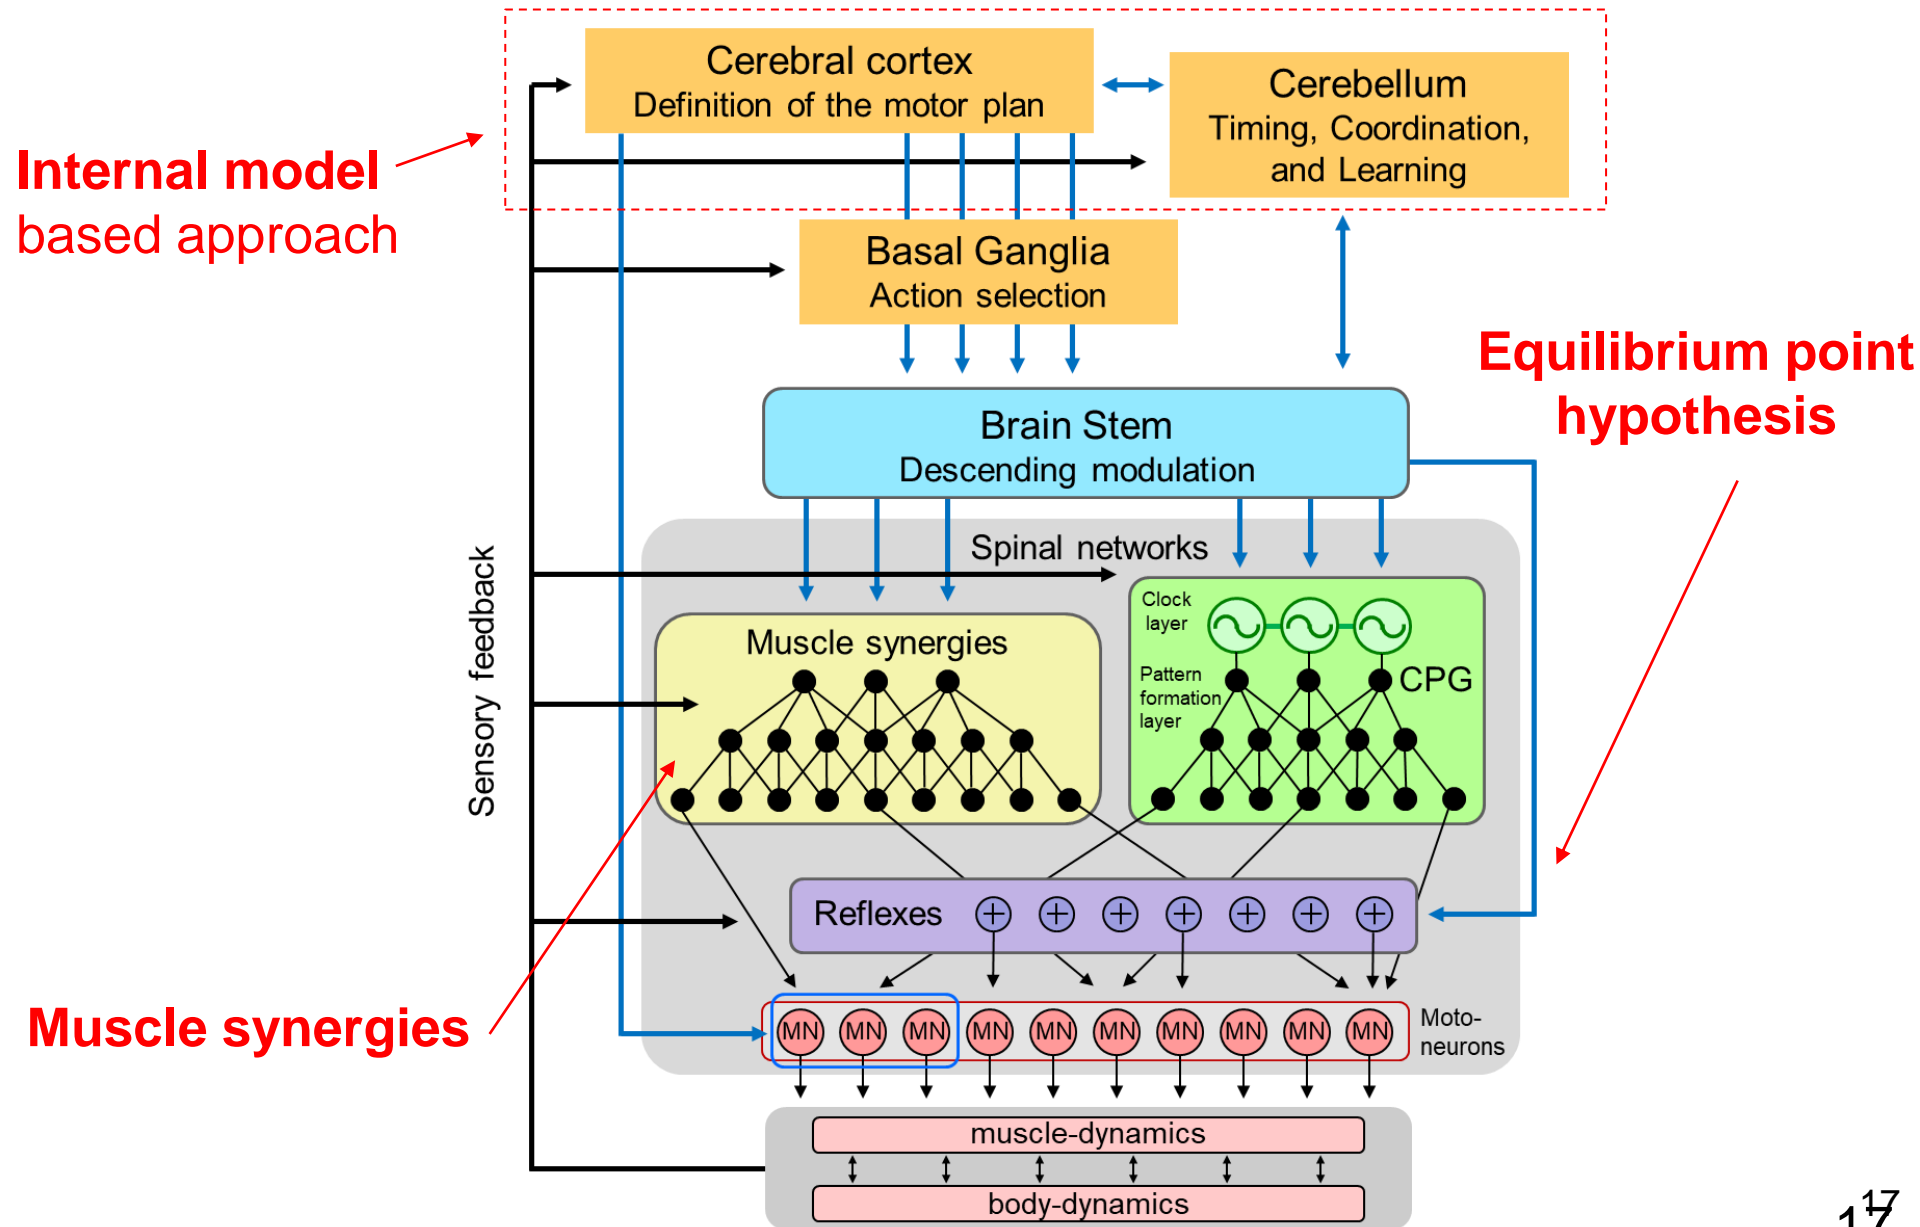 Cerebral cortex
Definition of the motor plan
Cerebellum
Timing, Coordination,
and Learning
Internal model
based approach
Basal Ganglia
Action selection
Equilibrium point
hypothesis
Brain Stem
Descending modulation
Sensory feedback
Spinal networks
Muscle synergies
Clock
layer
Pattern
formation
layer
CPG
Reflexes
+ + + + + + +
Muscle synergies
MN MN MN MN MN MN MN MN MN MN
Moto-
neurons
muscle-dynamics
body-dynamics
17
17